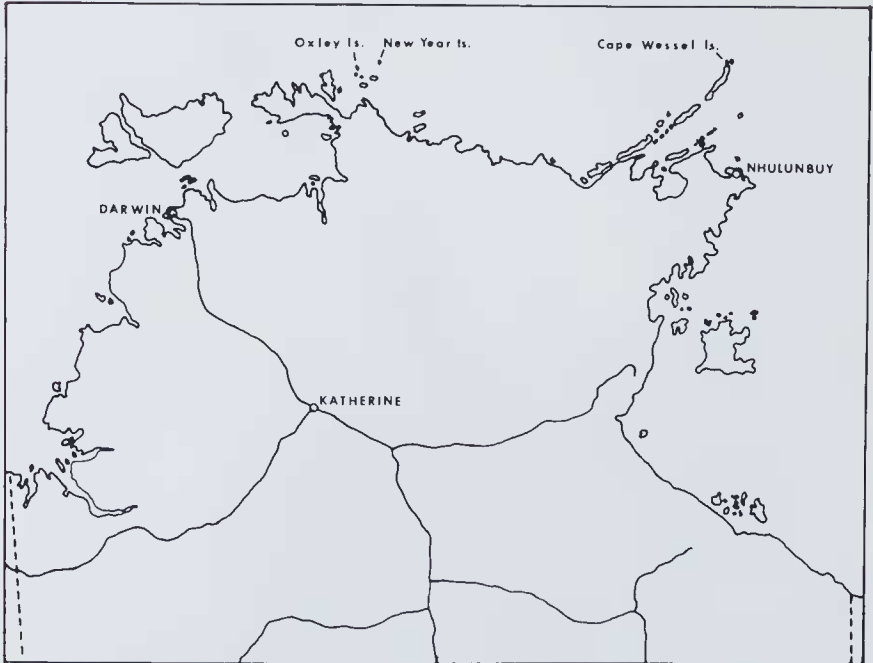 Oxley Is. New Year Is. Cape Wessel Is.
NHULUNBUY
DARWIN
KATHERINE